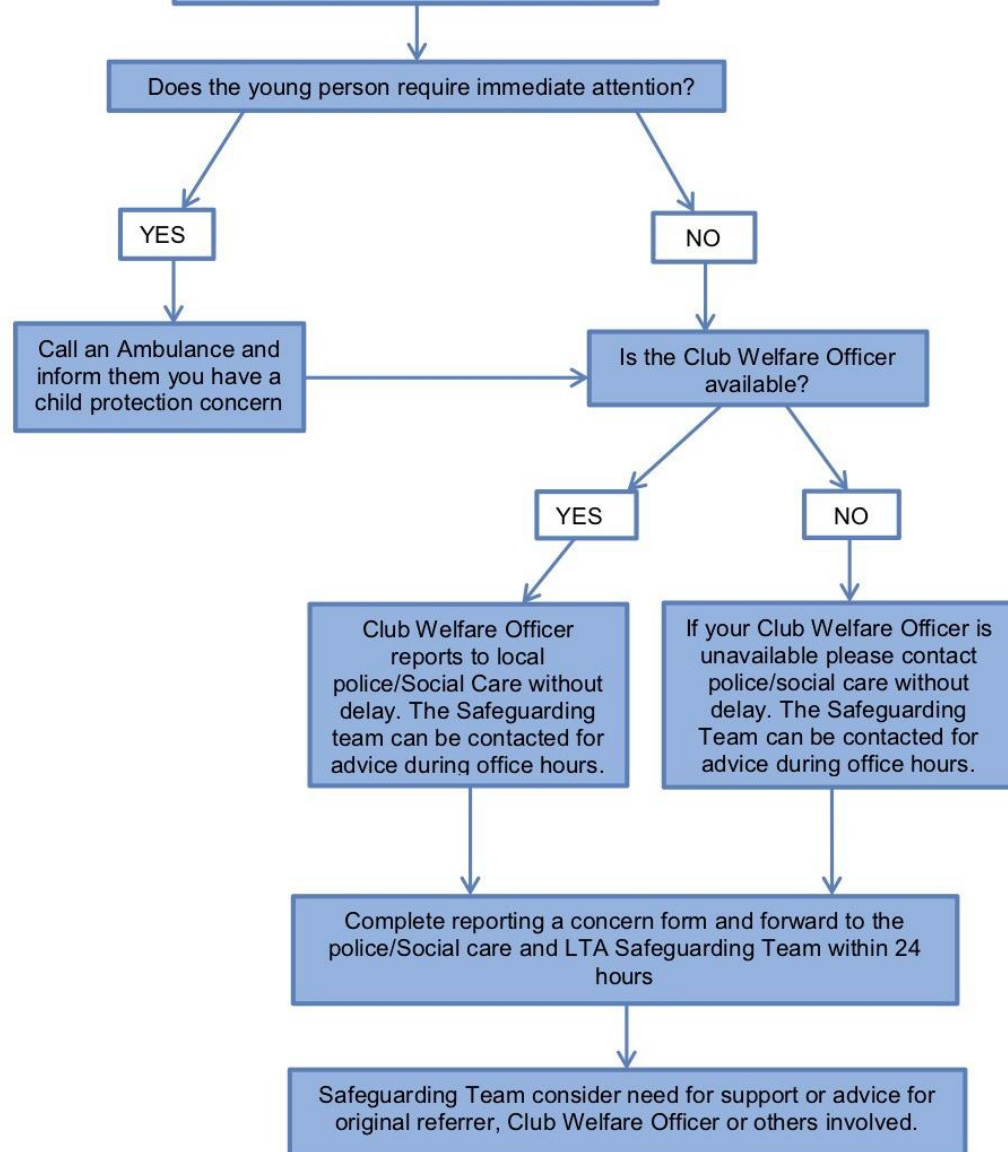 Does the young person require immediate attention?
YES
NO
Call an Ambulance and
inform them you have a
child protection concern
Is the Club Welfare Officer
available?
YES
NO
Club Welfare Officer
reports to local
police/Social Care without
delay. The Safeguarding
team can be contacted for
advice during office hours.
If your Club Welfare Officer is
unavailable please contact
police/social care without
delay. The Safeguarding
Team can be contacted for
advice during office hours.
Complete reporting a concern form and forward to the
police/Social care and LTA Safeguarding Team within 24
hours
Safeguarding Team consider need for support or advice for
original referrer, Club Welfare Officer or others involved.